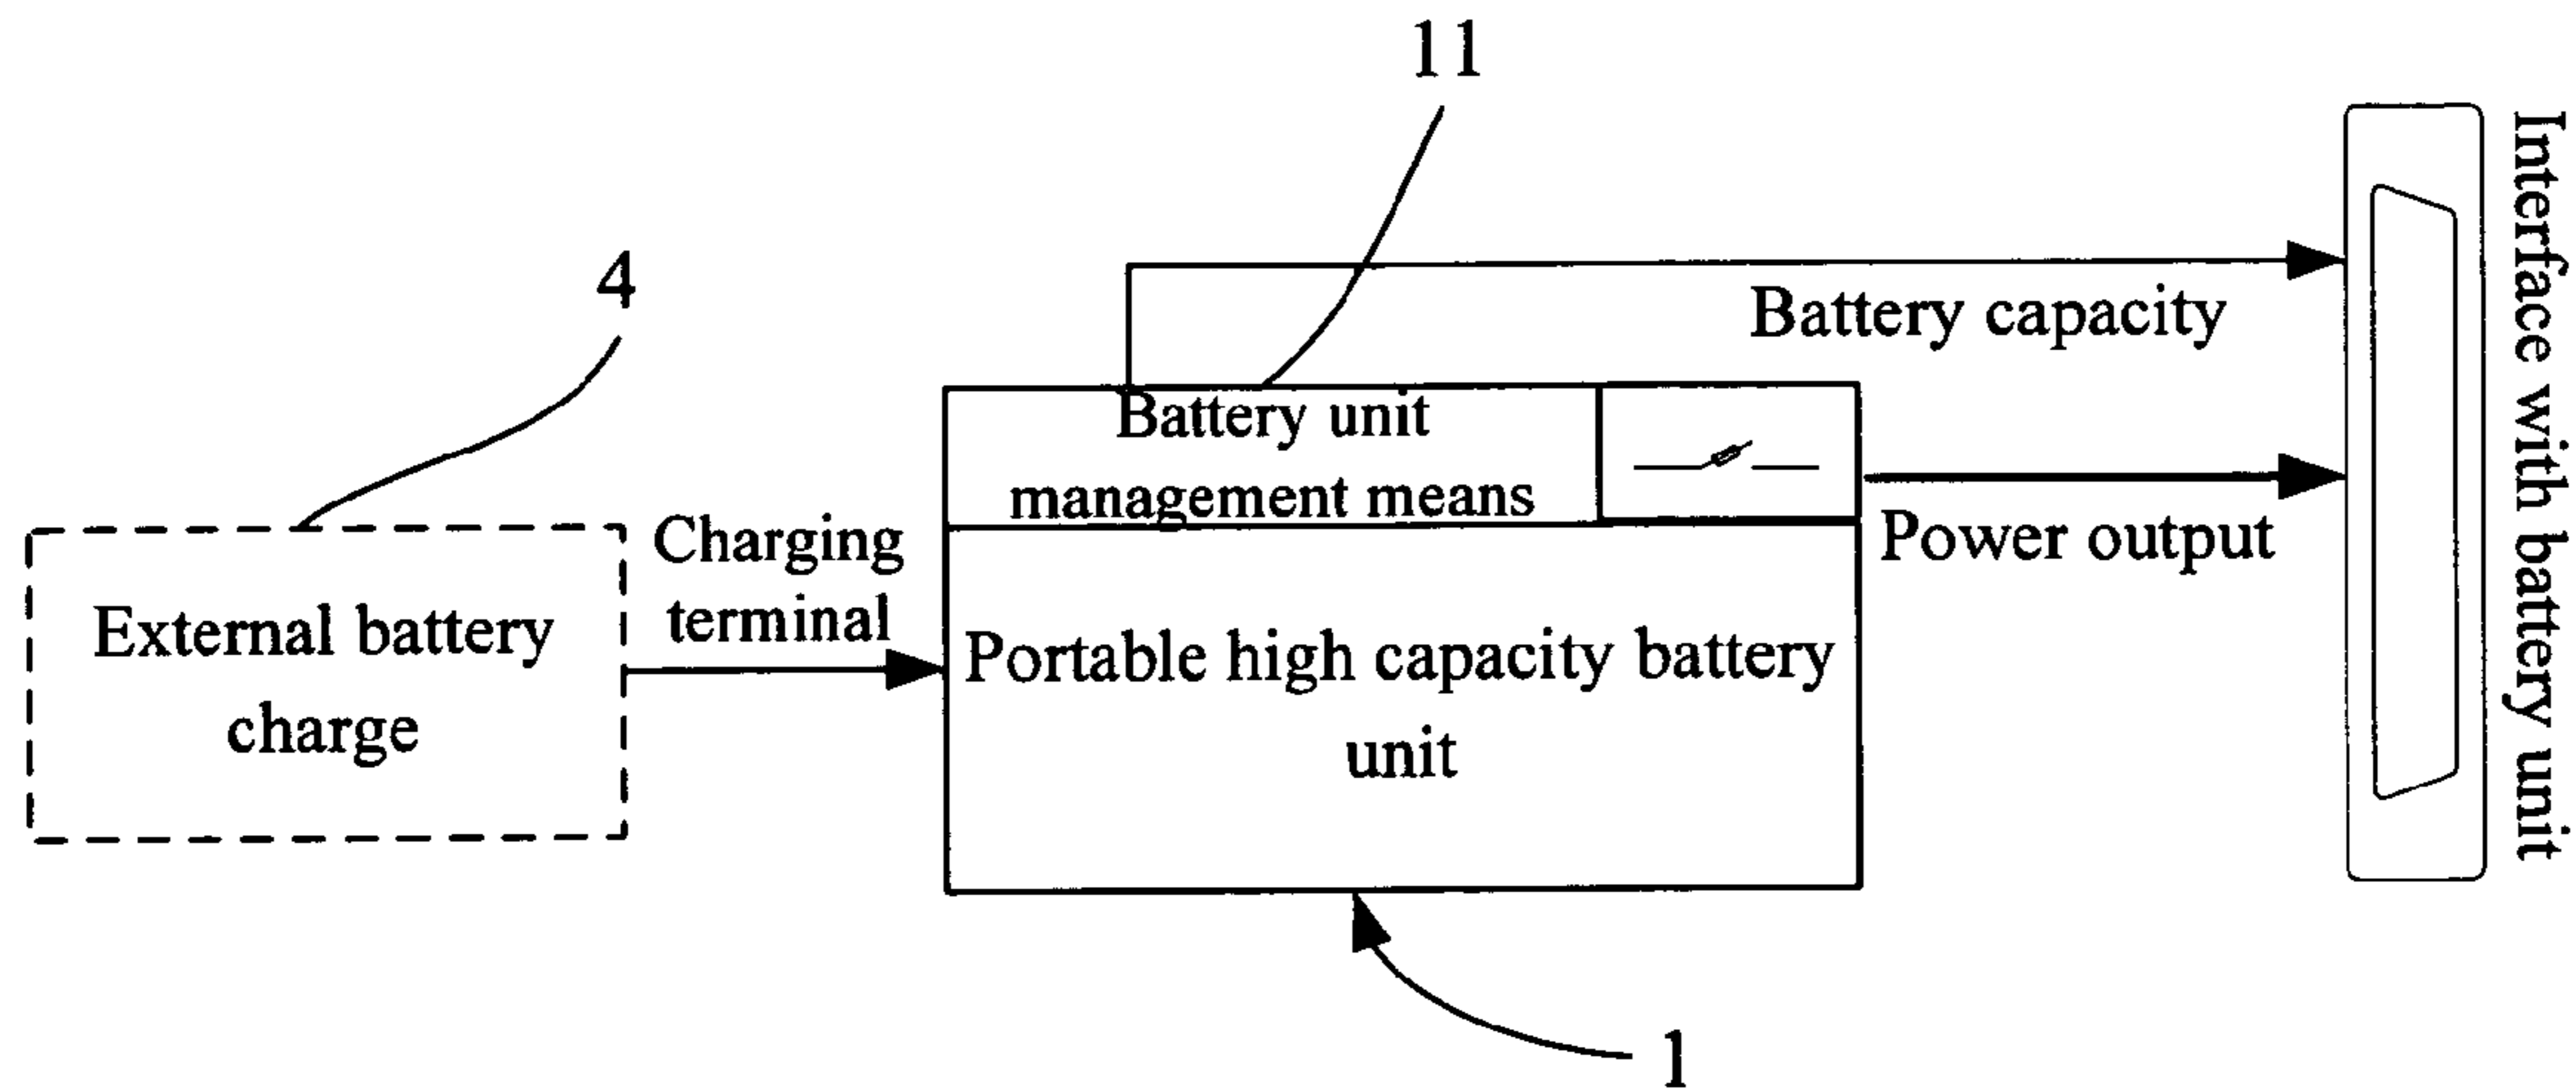 11
4
Battery capacity
Battery unit
management means
Charging
terminal
Power output
External battery
charge
Portable high capacity battery
unit
Interface with battery unit
1